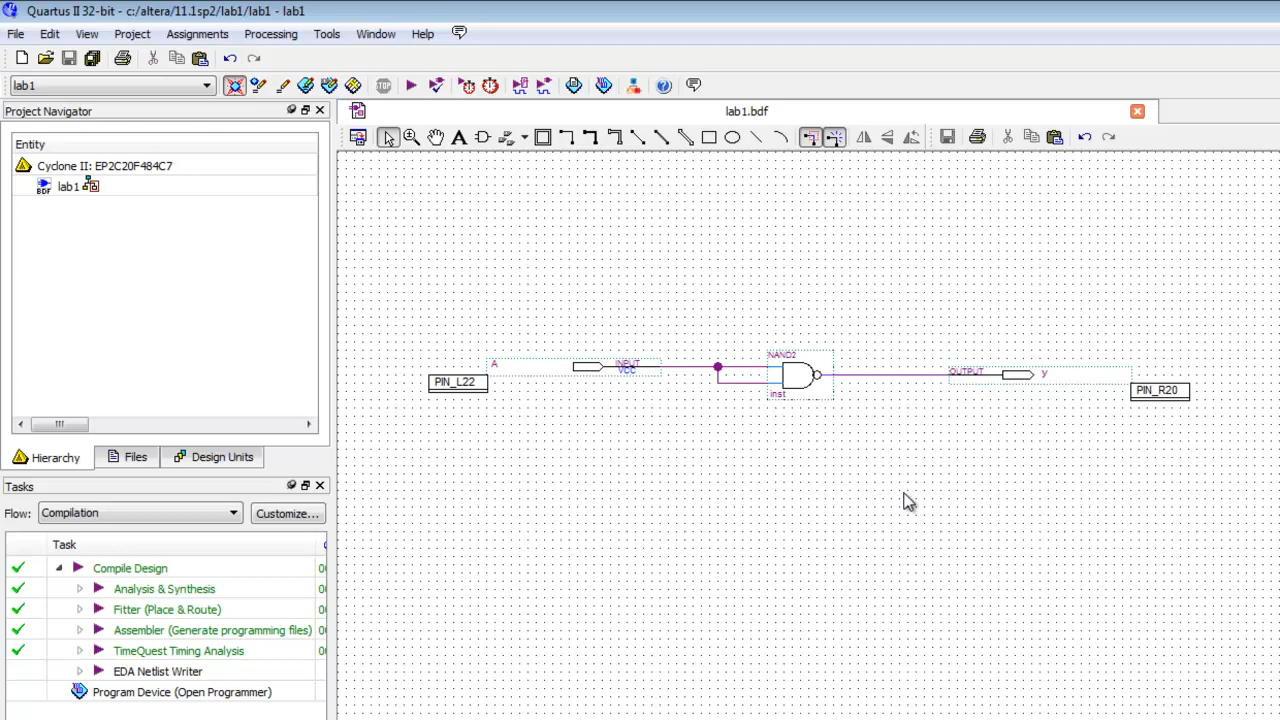 Quartus II 32-bit - c:/altera/11.1sp2/lab1/lab1 - lab1
File Edit View Project Assignments Processing Tools Window Help
lab1
STOP
Project Navigator
lab1.bdf
Entity
Cyclone II: EP2C20F484C7
BDF lab1
A
INPUT
VCC
PIN_L22
NAND2
inst
OUTPUT
y
PIN_R20
Hierarchy Files Design Units
Tasks
Flow: Compilation Customize...
Task
Compile Design
Analysis & Synthesis
Fitter (Place & Route)
Assembler (Generate programming files)
TimeQuest Timing Analysis
EDA Netlist Writer
Program Device (Open Programmer)